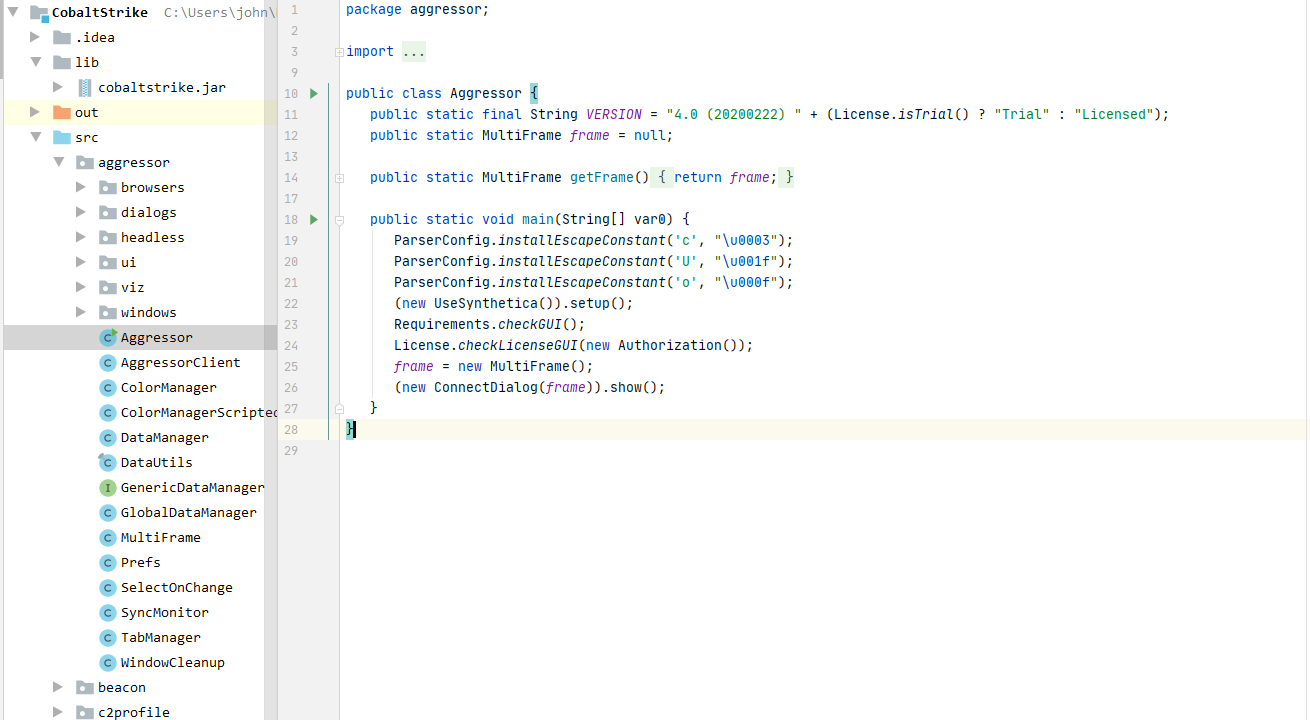 CobaltStrike C:\Users\john\
.idea
lib
cobaltstrike.jar
out
src
aggressor
browsers
dialogs
headless
ui
viz
windows
C Aggressor
C AggressorClient
C ColorManager
C ColorManagerScripted
C DataManager
C DataUtils
I GenericDataManager
C GlobalDataManager
C MultiFrame
C Prefs
C SelectOnChange
C SyncMonitor
C TabManager
C WindowCleanup
beacon
c2profile
1 package aggressor;
2
3 import ...
9
10 public class Aggressor {
11 public static final String VERSION = "4.0 (20200222) " + (License.isTrial() ? "Trial" : "Licensed");
12 public static MultiFrame frame = null;
13
14 public static MultiFrame getFrame() { return frame; }
17
18 public static void main(String[] var0) {
19 ParserConfig.installEscapeConstant('c', "\u0003");
20 ParserConfig.installEscapeConstant('U', "\u001f");
21 ParserConfig.installEscapeConstant('o', "\u000f");
22 (new UseSynthetica()).setup();
23 Requirements.checkGUI();
24 License.checkLicenseGUI(new Authorization());
25 frame = new MultiFrame();
26 (new ConnectDialog(frame)).show();
27 }
28 }
29